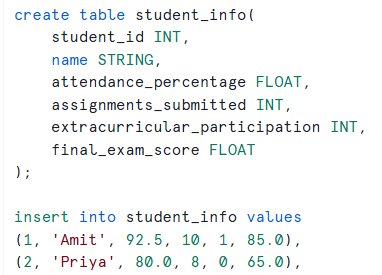 create table student_info(
    student_id INT,
    name STRING,
    attendance_percentage FLOAT,
    assignments_submitted INT,
    extracurricular_participation INT,
    final_exam_score FLOAT
);

insert into student_info values
(1, 'Amit', 92.5, 10, 1, 85.0),
(2, 'Priya', 80.0, 8, 0, 65.0),